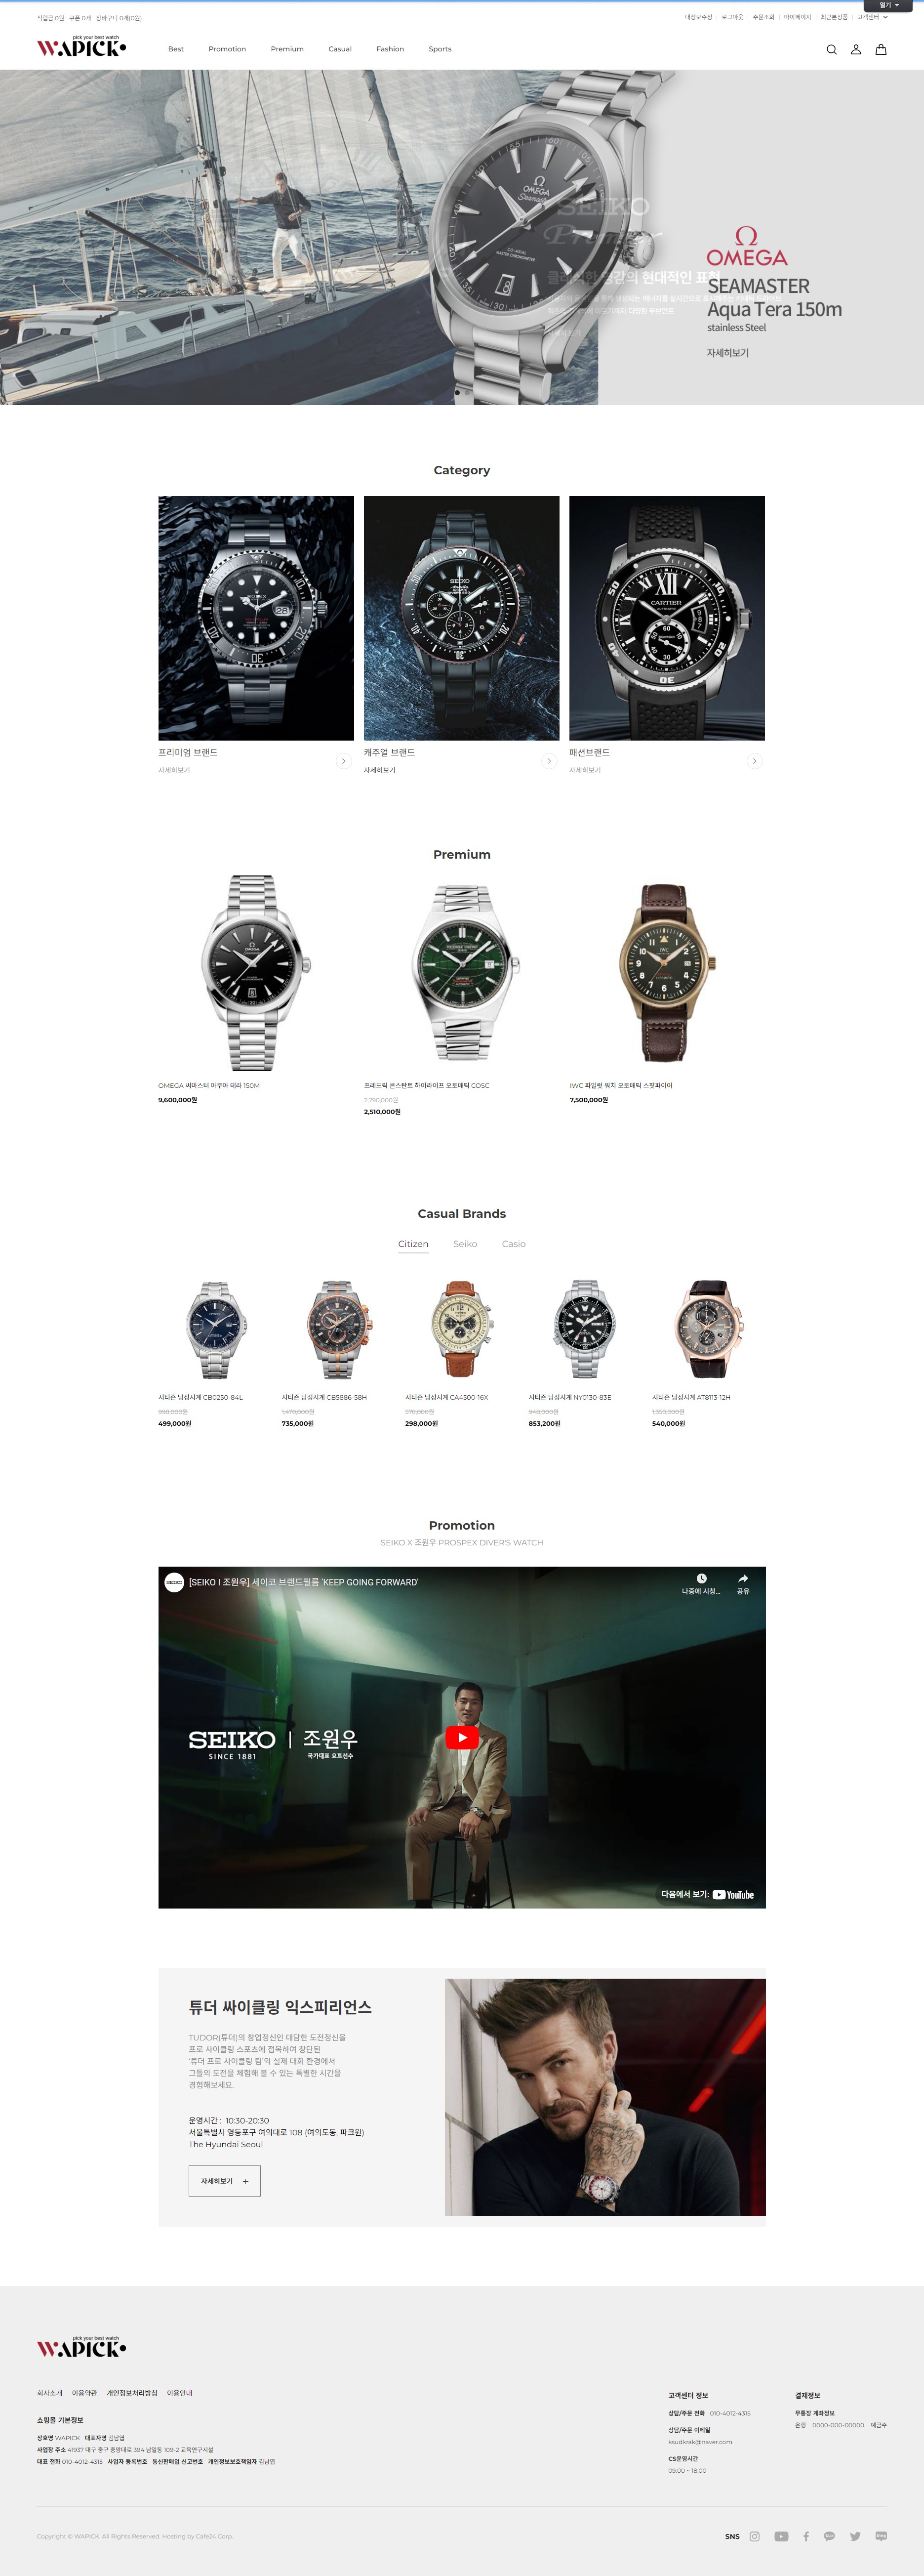 열기
적립금 0원 쿠폰 0개 장바구니 0개(0원)
내정보수정 로그아웃 주문조회 마이페이지 최근본상품 고객센터
pick your best watch
WAPICK
Best Promotion Premium Casual Fashion Sports
SEIKO
OMEGA
Seamaster
CO-AXIAL
MASTER CHRONOMETER
OMEGA
SEAMASTER
Aqua Tera 150m
stainless Steel
자세히보기
Category
SEIKO
CARTIER
프리미엄 브랜드
자세히보기
캐주얼 브랜드
자세히보기
패션브랜드
자세히보기
Premium
OMEGA 씨마스터 아쿠아 테라 150M
9,600,000원
프레드릭 콘스탄트 하이라이프 오토매틱 COSC
2,790,000원
2,510,000원
IWC 파일럿 워치 오토매틱 스핏파이어
7,500,000원
Casual Brands
Citizen Seiko Casio
시티즌 남성시계 CB0250-84L
990,000원
499,000원
시티즌 남성시계 CB5886-58H
1,470,000원
735,000원
시티즌 남성시계 CA4500-16X
570,000원
298,000원
시티즌 남성시계 NY0130-83E
948,000원
853,200원
시티즌 남성시계 AT8113-12H
540,000원
Promotion
SEIKO X 조원우 PROSPEX DIVER'S WATCH
[SEIKO I 조원우] 세이코 브랜드필름 'KEEP GOING FORWARD'
나중에 시청...
공유
SEIKO
SINCE 1881
조원우
국가대표 요트선수
다음에서 보기: YouTube
튜더 싸이클링 익스피리언스
TUDOR(튜더)의 창업정신인 대담한 도전정신을
프로 사이클링 스포츠에 접목하여 창단된
'튜더 프로 사이클링 팀'의 실제 대회 환경에서
그들의 도전을 체험해 볼 수 있는 특별한 시간을
경험해보세요.
운영시간 : 10:30-20:30
서울특별시 영등포구 여의대로 108 (여의도동, 파크원)
The Hyundai Seoul
자세히보기 +
pick your best watch
WAPICK
회사소개 이용약관 개인정보처리방침 이용안내
쇼핑몰 기본정보
상호명 WAPICK 대표자명 김남엽
사업장 주소 41937 대구 중구 중앙대로 394 남일동 109-2 교육연구시설
대표 전화 010-4012-4315 사업자 등록번호 통신판매업 신고번호 개인정보보호책임자 김남엽
고객센터 정보
상담/주문 전화 010-4012-4315
상담/주문 이메일
ksudkrak@naver.com
CS운영시간
09:00 ~ 18:00
결제정보
무통장 계좌정보
은행 0000-000-00000 예금주
Copyright © WAPICK. All Rights Reserved. Hosting by Cafe24 Corp.
SNS